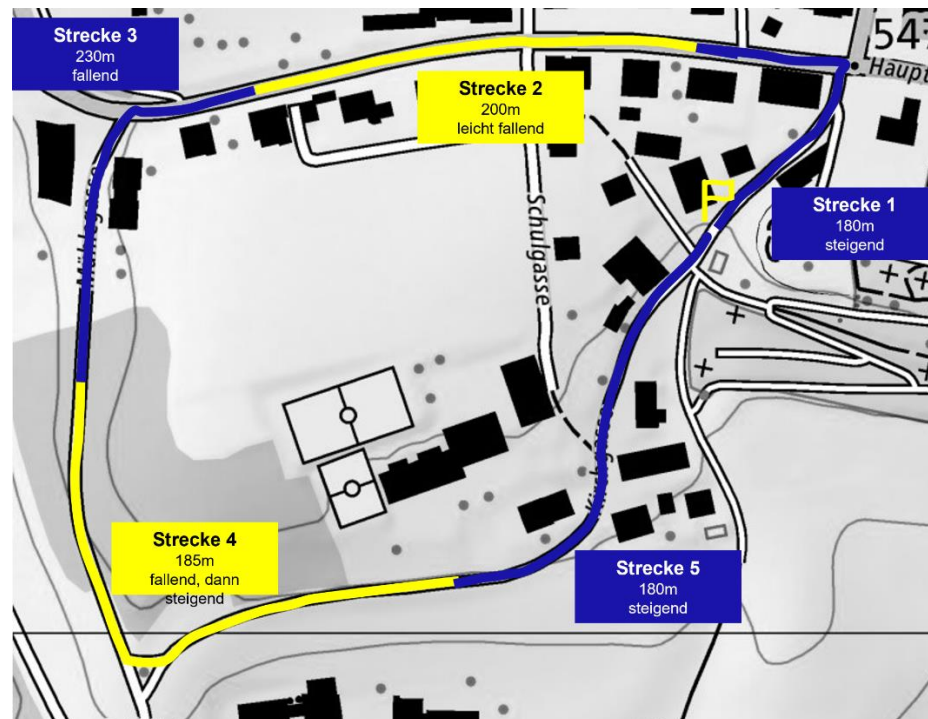 Strecke 3
230m
fallend
547
Haupt
Strecke 2
200m
leicht fallend
Strecke 1
180m
steigend
Schulgasse
Strecke 4
185m
fallend, dann
steigend
Strecke 5
180m
steigend